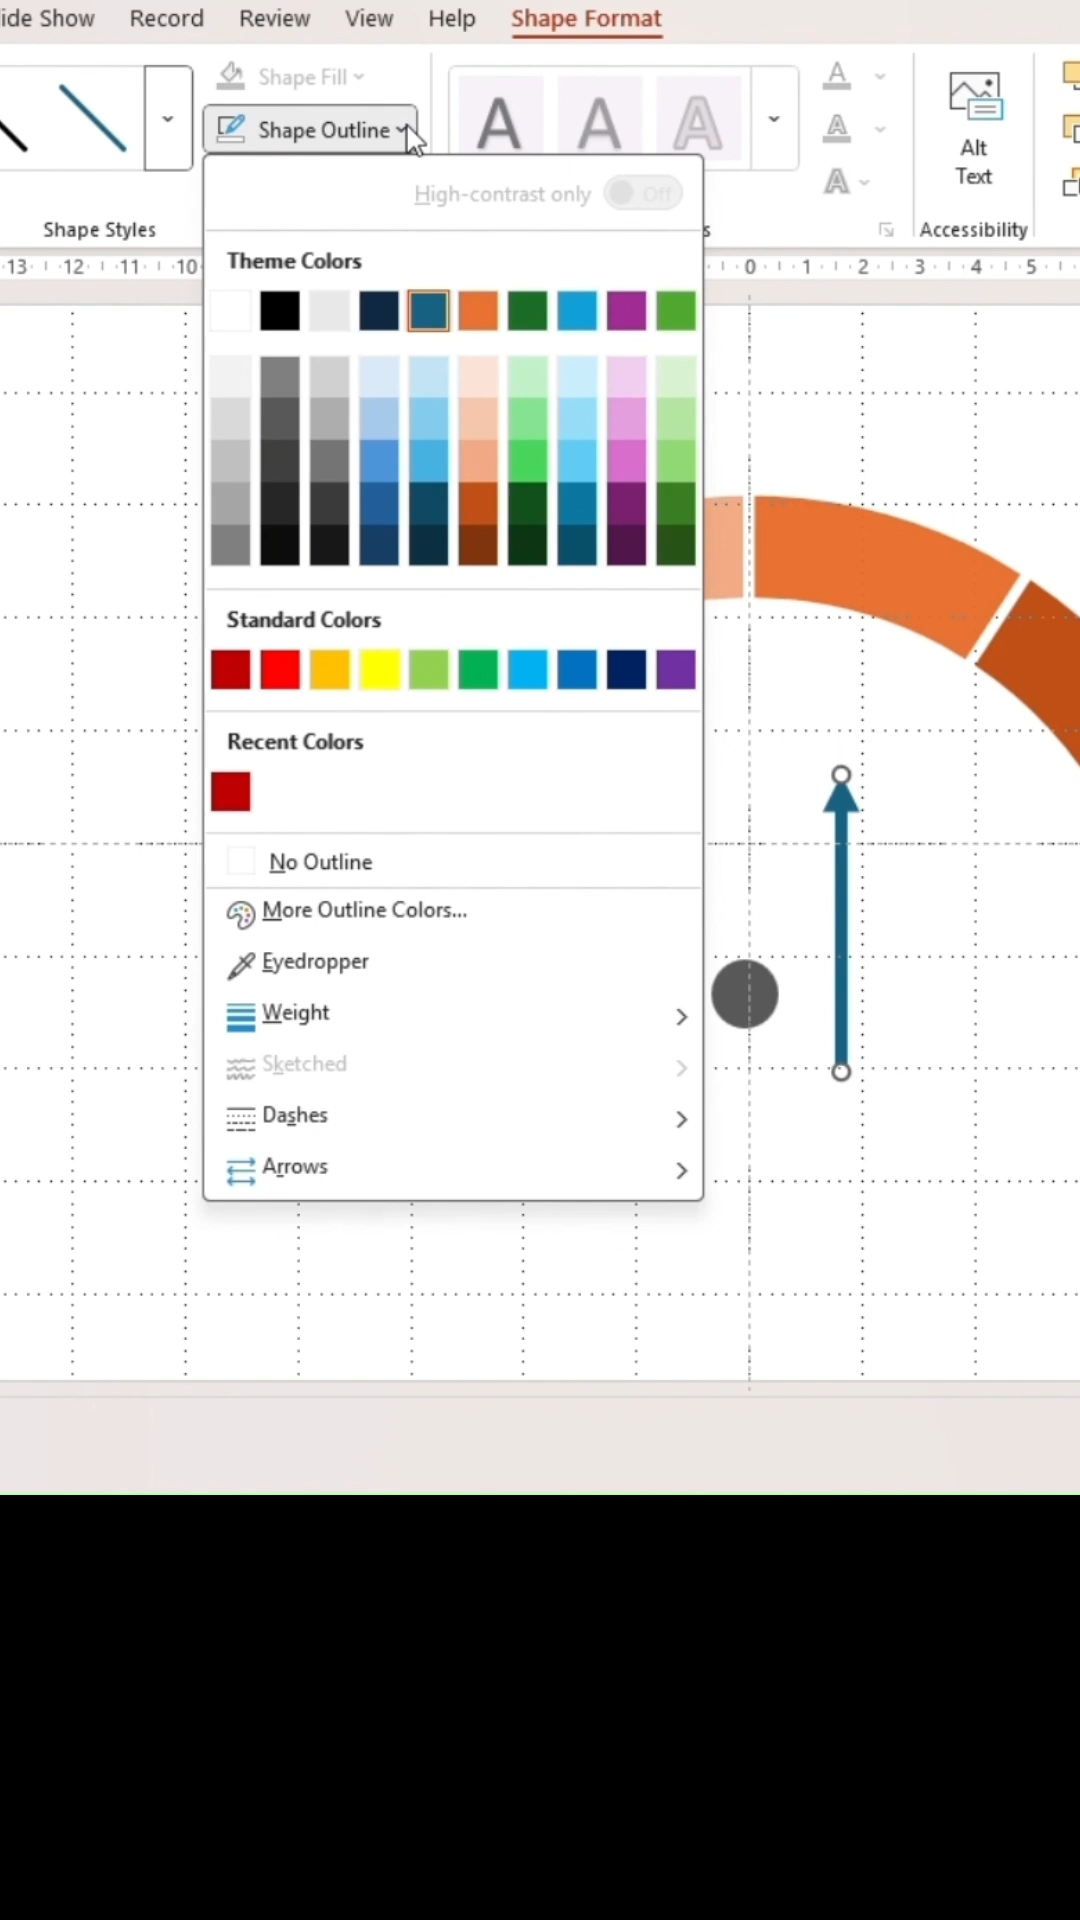 ide Show Record Review View Help Shape Format
Shape Fill
Shape Outline
A A A
A
A
A
Alt
Text
Shape Styles
s
Accessibility
13 12 11 10 0 1 2 3 4 5
High-contrast only Off
Theme Colors
Standard Colors
Recent Colors
No Outline
More Outline Colors...
Eyedropper
Weight
Sketched
Dashes
Arrows